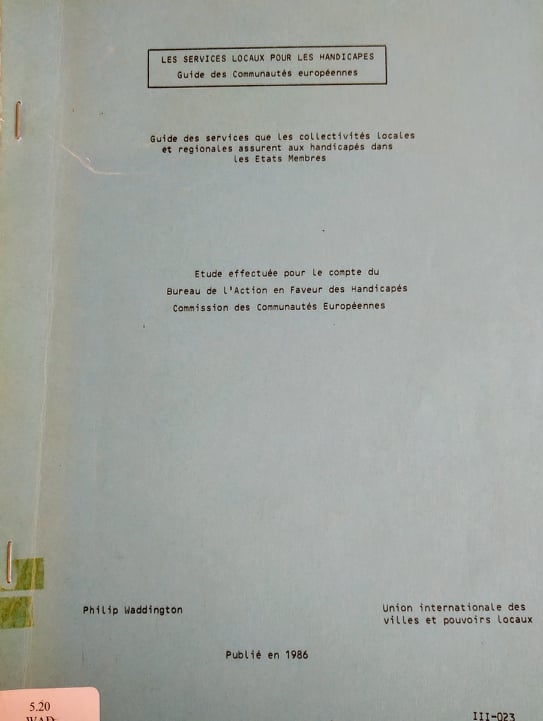 LES SERVICES LOCAUX POUR LES HANDICAPES
Guide des Communautés européennes
Guide des services que les collectivités locales
et regionales assurent aux handicapés dans
les Etats Membres
Etude effectuée pour le compte du
Bureau de l'Action en Faveur des Handicapés
Commission des Communautés Européennes
Philip Waddington
Union internationale des
villes et pouvoirs locaux
Publié en 1986
5.20
WAD
III-023